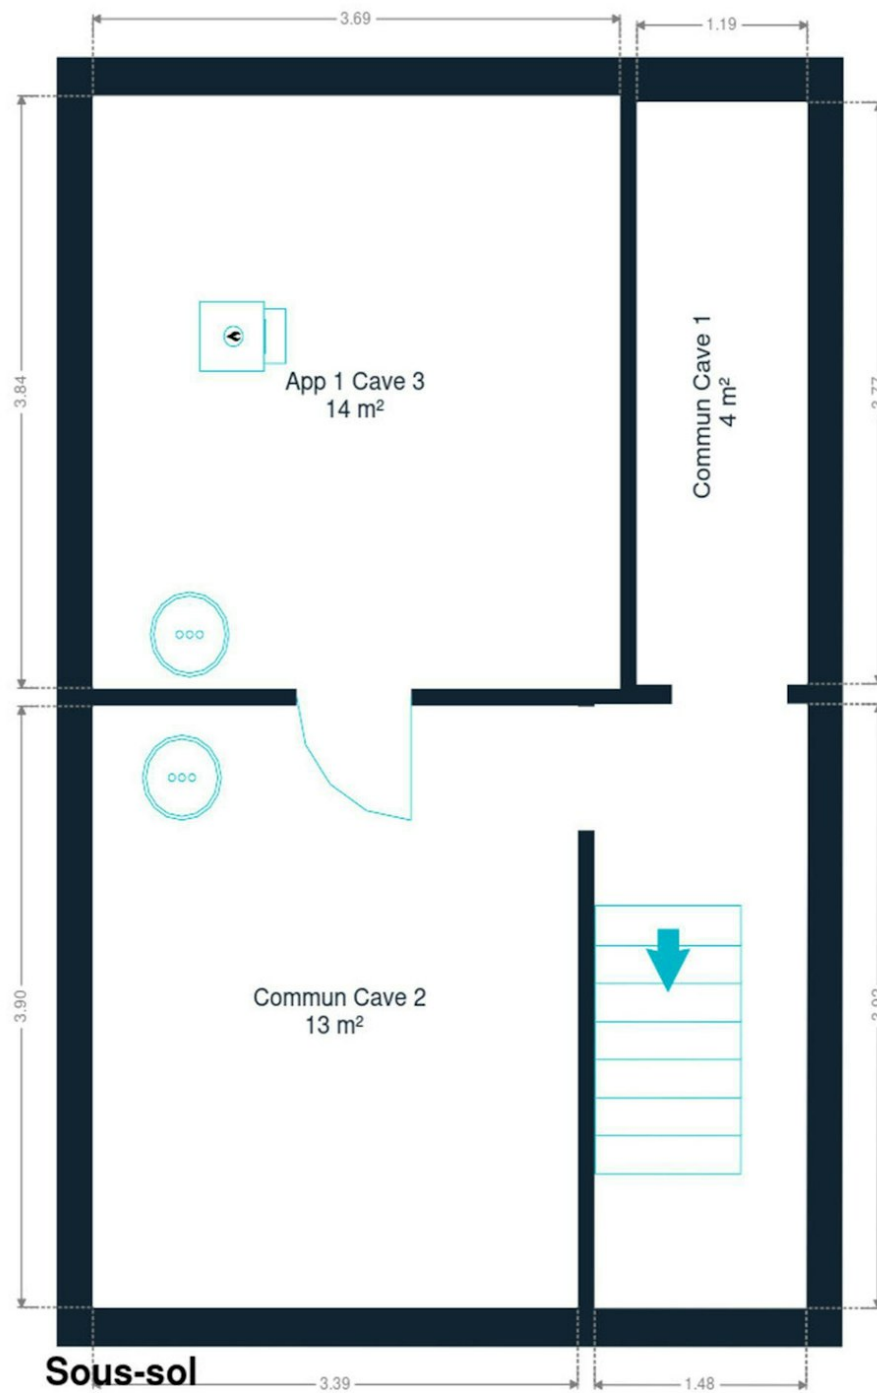 3.69
1.19
3.84
App 1 Cave 3
14 m²
Commun Cave 1
4 m²
3.90
Commun Cave 2
13 m²
Sous-sol
3.39
1.48